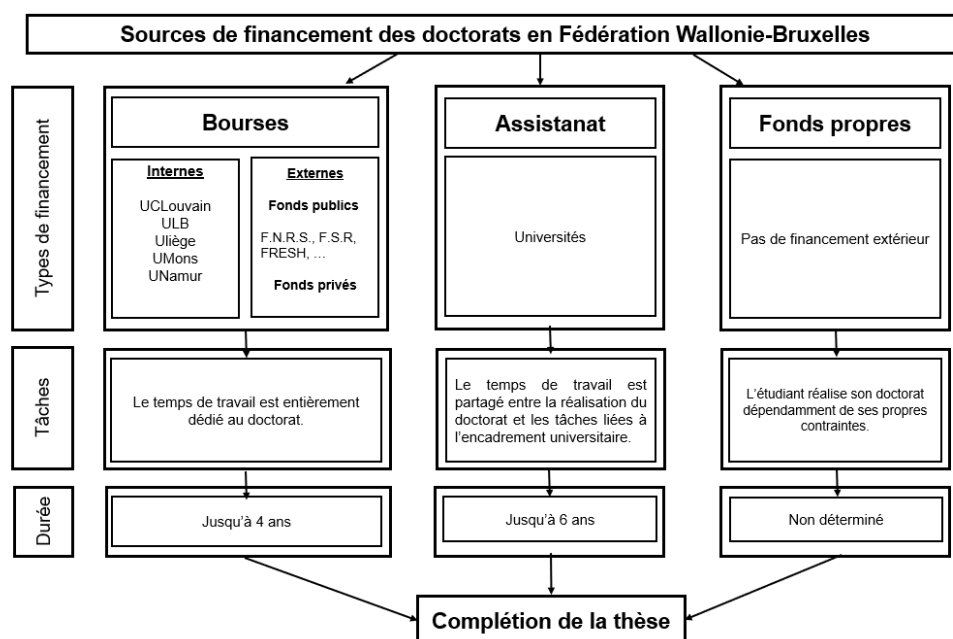 Sources de financement des doctorats en Fédération Wallonie-Bruxelles
Types de financement
Bourses
Internes
UCLouvain
ULB
Uliège
UMons
UNamur
Externes
Fonds publics
F.N.R.S., F.S.R,
FRESH, ...
Fonds privés
Assistanat
Universités
Fonds propres
Pas de financement extérieur
Tâches
Le temps de travail est entièrement
dédié au doctorat.
Le temps de travail est
partagé entre la réalisation du
doctorat et les tâches liées à
l'encadrement universitaire.
L'étudiant réalise son doctorat
dépendamment de ses propres
contraintes.
Durée
Jusqu'à 4 ans
Jusqu'à 6 ans
Non déterminé
Complétion de la thèse